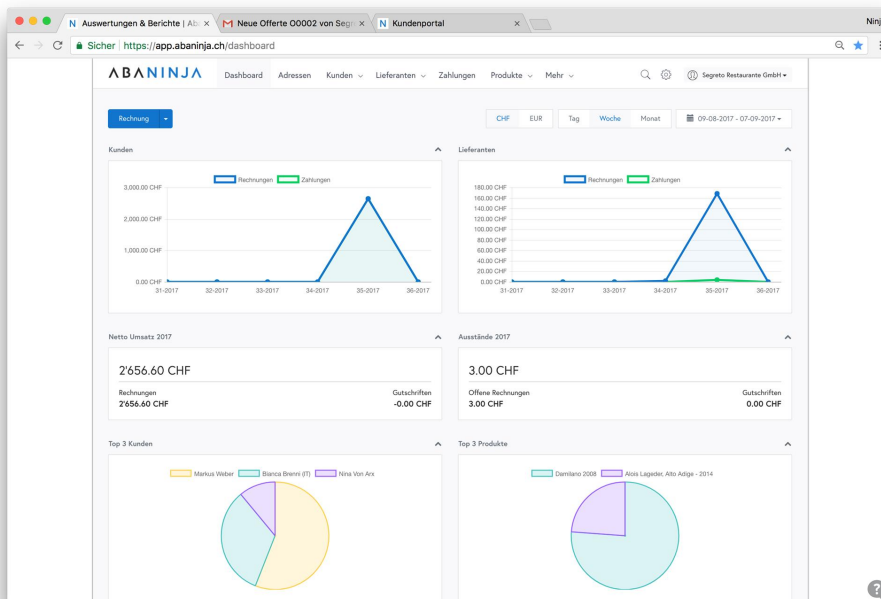 Auswertungen & Berichte | Aba
Neue Offerte O0002 von Segre
Kundenportal
Ninj
Sicher
https://app.abaninja.ch/dashboard
ABANINJA
Dashboard
Adressen
Kunden
Lieferanten
Zahlungen
Produkte
Mehr
Segreto Restaurante GmbH
Rechnung
CHF
EUR
Tag
Woche
Monat
09-08-2017 - 07-09-2017
Kunden
Rechnungen
Zahlungen
3,000.00 CHF
2,000.00 CHF
1,000.00 CHF
0.00 CHF
31-2017
32-2017
33-2017
34-2017
35-2017
36-2017
Lieferanten
Rechnungen
Zahlungen
180.00 CHF
160.00 CHF
140.00 CHF
120.00 CHF
100.00 CHF
80.00 CHF
60.00 CHF
40.00 CHF
20.00 CHF
0.00 CHF
31-2017
32-2017
33-2017
34-2017
35-2017
36-2017
Netto Umsatz 2017
2'656.60 CHF
Rechnungen
Gutschriften
2'656.60 CHF
-0.00 CHF
Ausstände 2017
3.00 CHF
Offene Rechnungen
Gutschriften
3.00 CHF
0.00 CHF
Top 3 Kunden
Markus Weber
Bianca Brenni (IT)
Nina Von Arx
Top 3 Produkte
Damilano 2008
Alois Lageder, Alto Adige - 2014
?